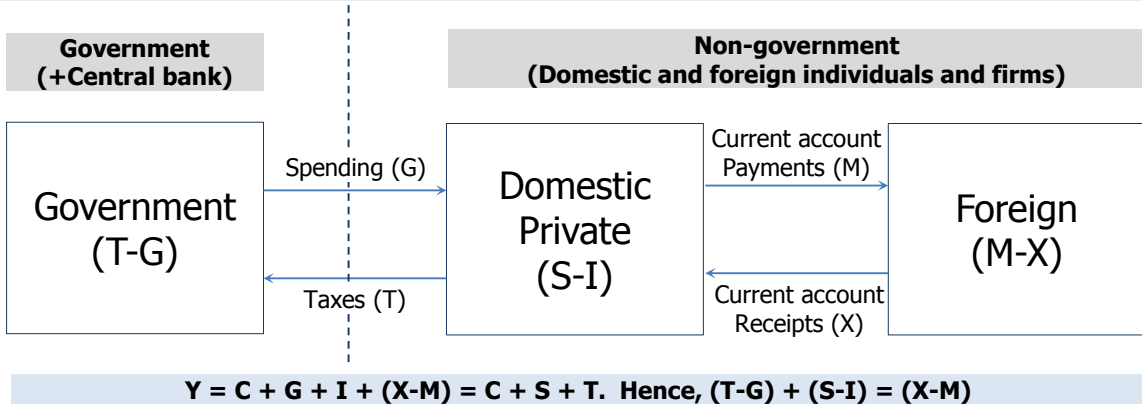 Government
(+Central bank)
Non-government
(Domestic and foreign individuals and firms)
Government
(T-G)
Spending (G)
Taxes (T)
Domestic
Private
(S-I)
Current account
Payments (M)
Current account
Receipts (X)
Foreign
(M-X)
Y = C + G + I + (X-M) = C + S + T. Hence, (T-G) + (S-I) = (X-M)